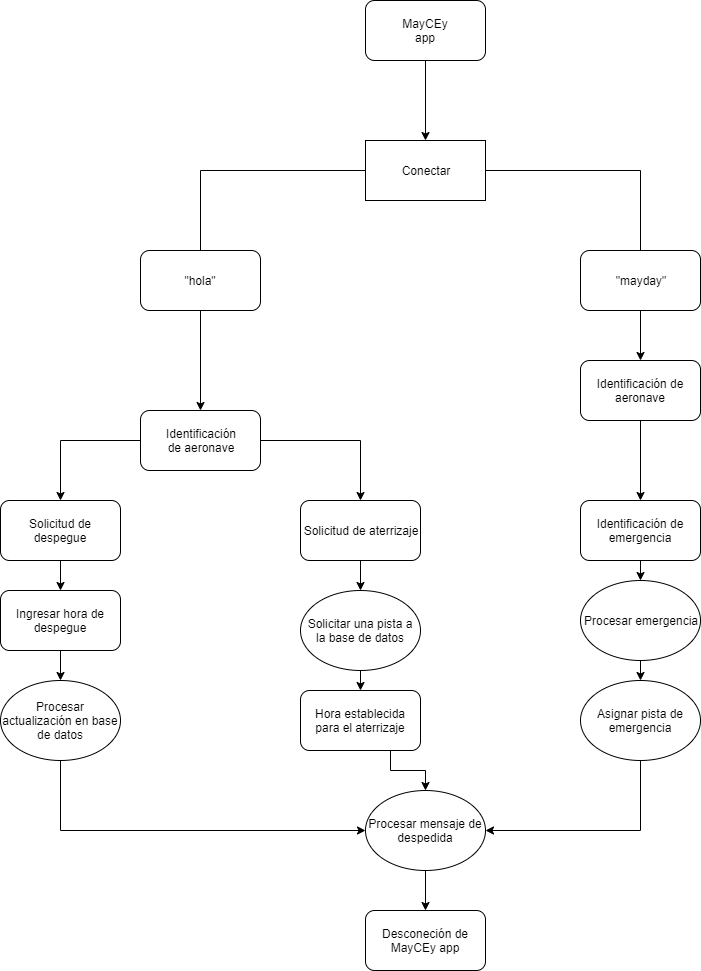 MayCEy
app
Conectar
"hola"
"mayday"
Identificación de
aeronave
Identificación
de aeronave
Solicitud de
despegue
Solicitud de aterrizaje
Identificación de
emergencia
Ingresar hora de
despegue
Solicitar una pista a
la base de datos
Procesar emergencia
Procesar
actualización en base
de datos
Hora establecida
para el aterrizaje
Asignar pista de
emergencia
Procesar mensaje de
despedida
Desconeción de
MayCEy app